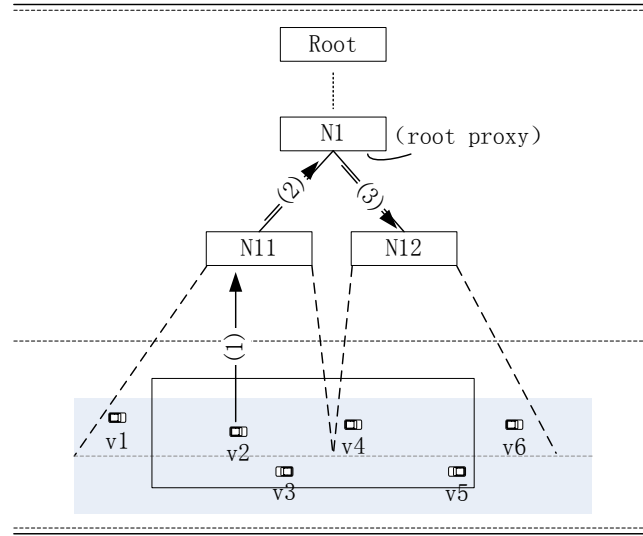 Root
N1
(root proxy)
(2)
(3)
N11
N12
(1)
v1
v2
v4
v6
v3
v5